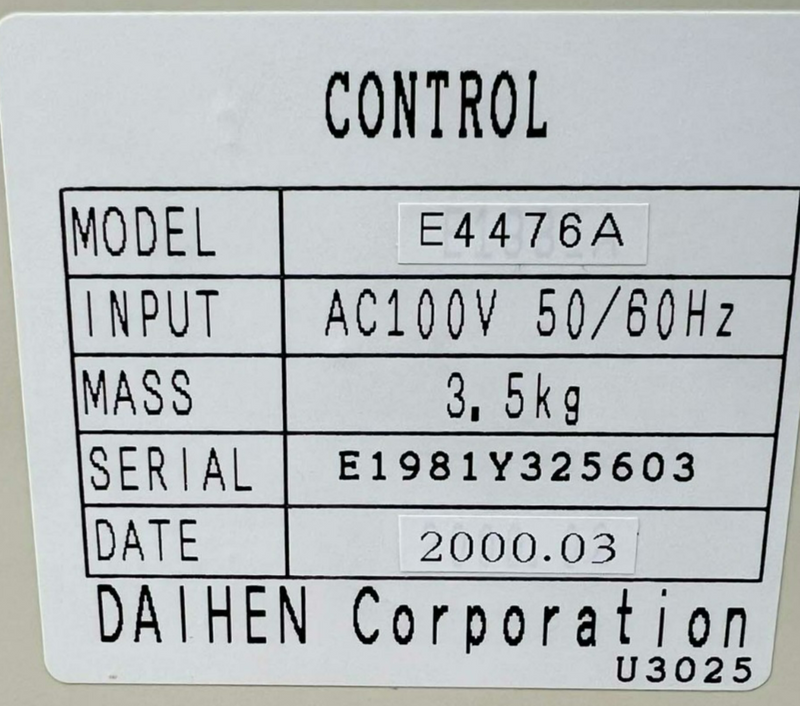 CONTROL
MODEL E4476A
INPUT AC100V 50/60Hz
MASS 3.5kg
SERIAL E1981Y325603
DATE 2000.03
DAIHEN Corporation
U3025